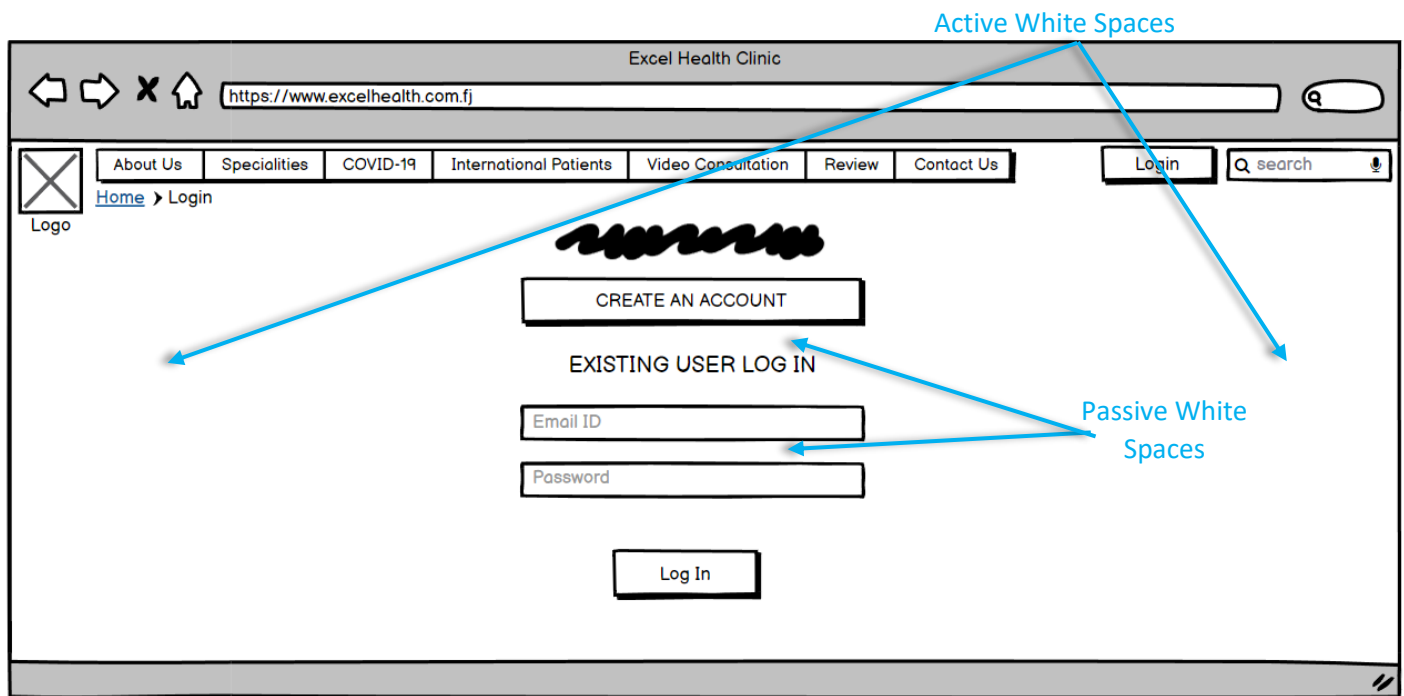 Active White Spaces
Excel Health Clinic
https://www.excelhealth.com.fj
About Us Specialities COVID-19 International Patients Video Consultation Review Contact Us Login search
Home > Login
Logo
CREATE AN ACCOUNT
EXISTING USER LOG IN
Email ID
Passive White
Spaces
Password
Log In